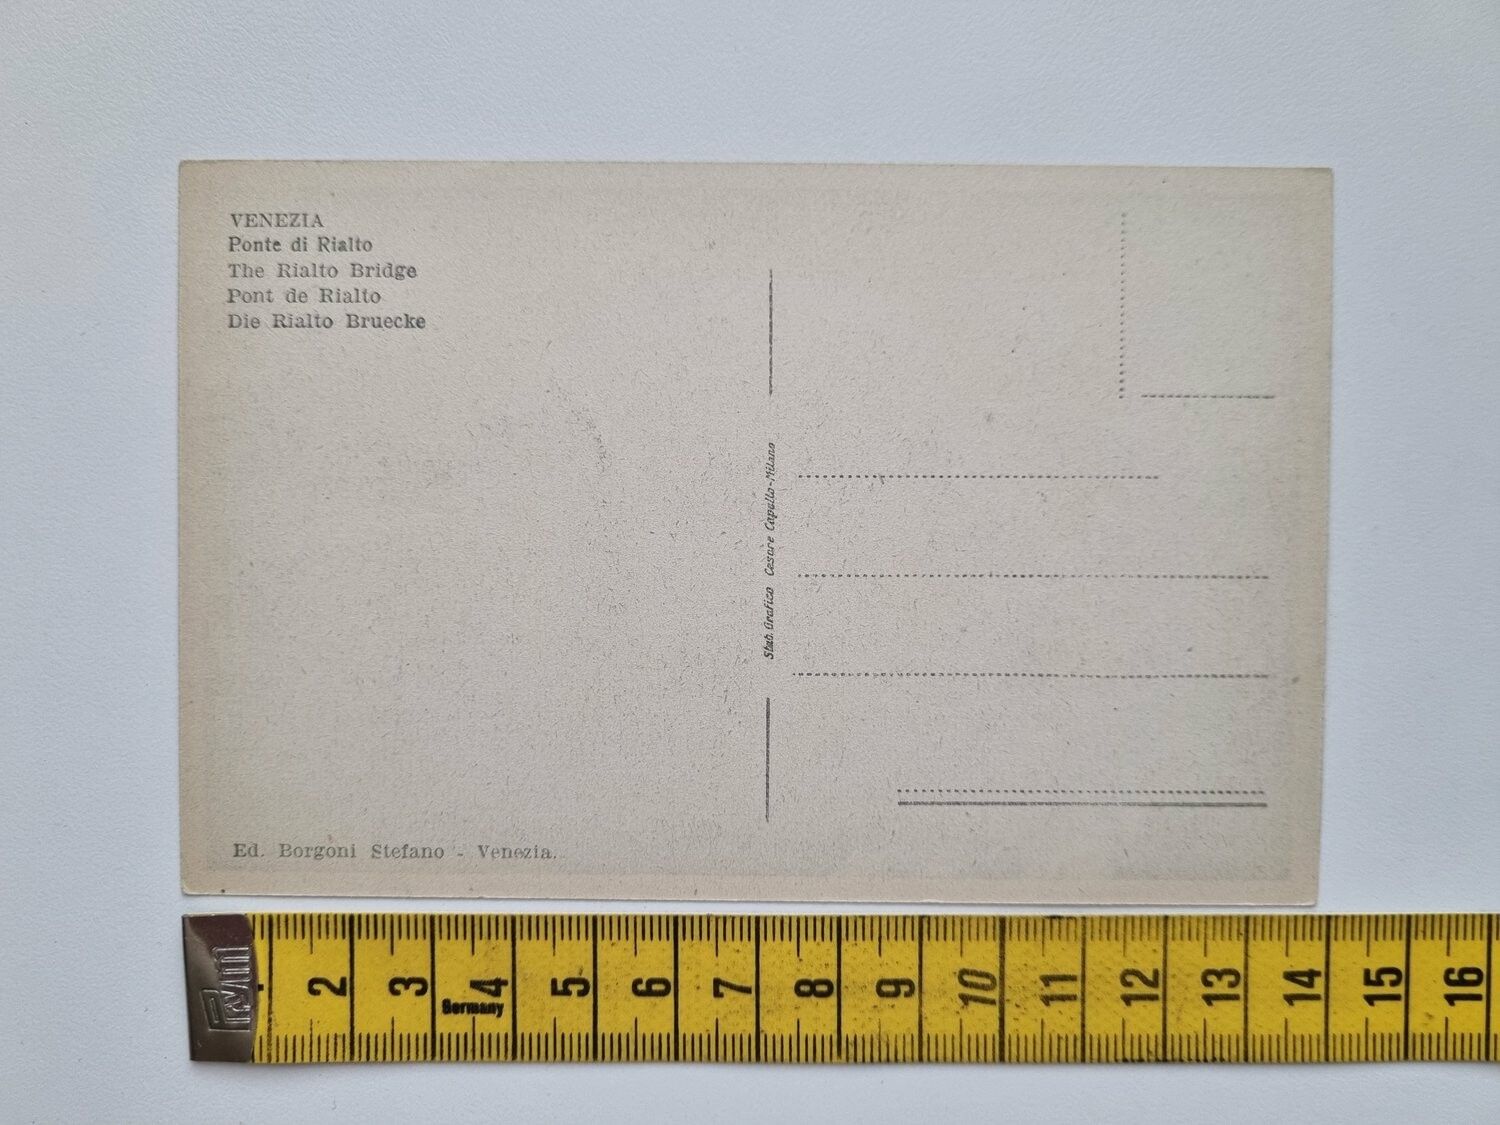 VENEZIA
Ponte di Rialto
The Rialto Bridge
Pont de Rialto
Die Rialto Bruecke
Stab. Grafico Cesare Capello-Milano
Ed. Borgoni Stefano - Venezia.
2 3 4 5 6 7 8 9 10 11 12 13 14 15 16
Germany